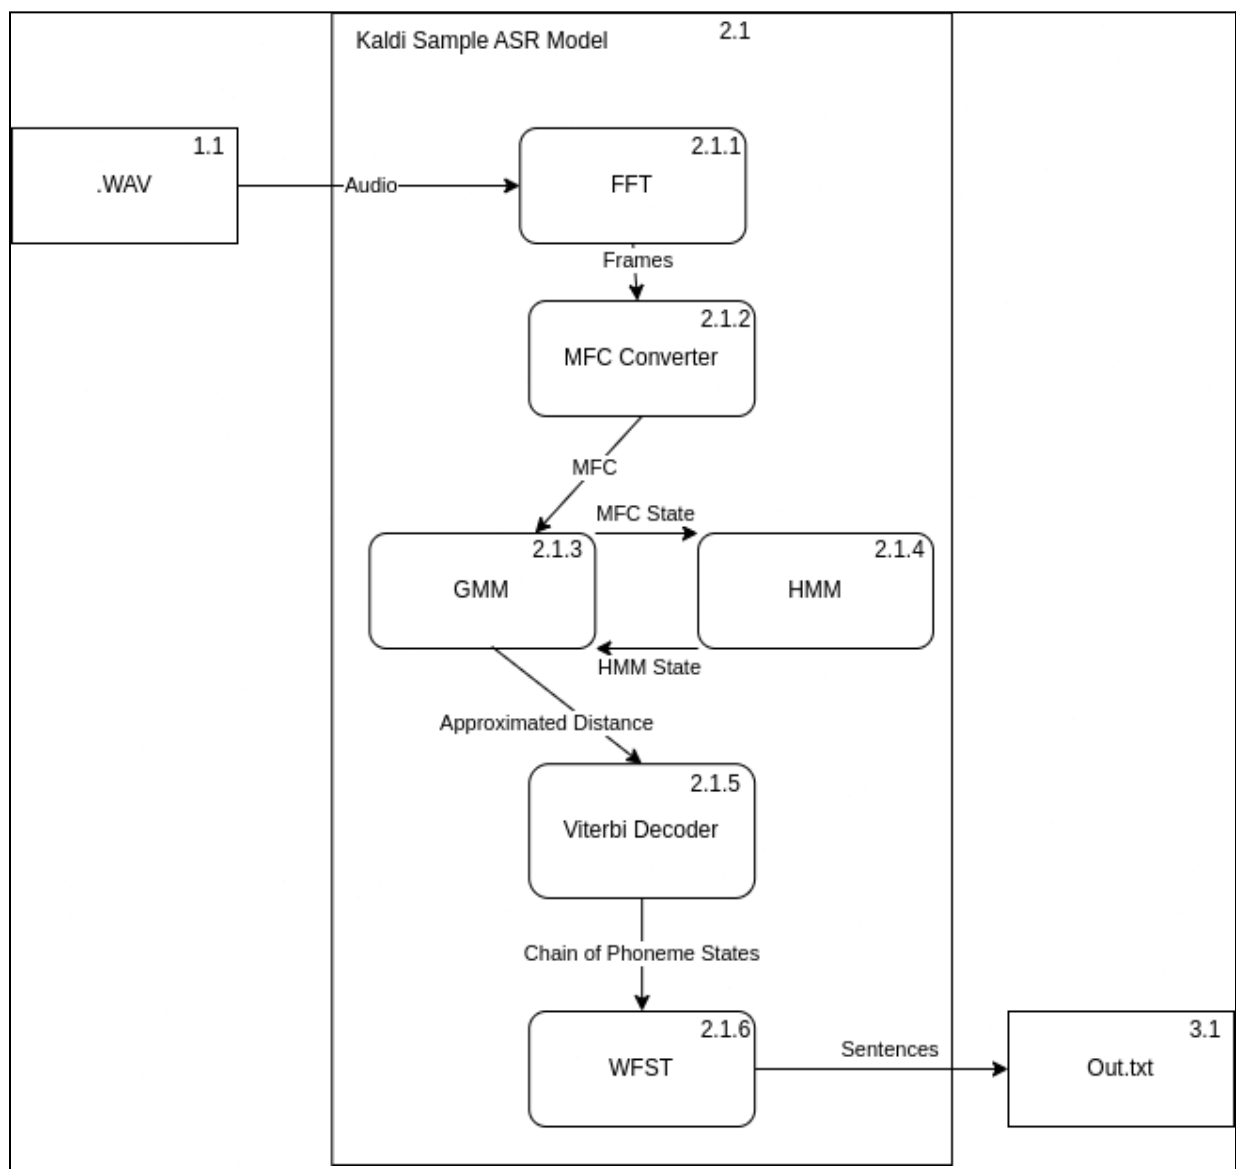 Kaldi Sample ASR Model
2.1
1.1
.WAV
Audio
2.1.1
FFT
Frames
2.1.2
MFC Converter
MFC
MFC State
2.1.3
GMM
2.1.4
HMM
HMM State
Approximated Distance
2.1.5
Viterbi Decoder
Chain of Phoneme States
2.1.6
WFST
Sentences
3.1
Out.txt